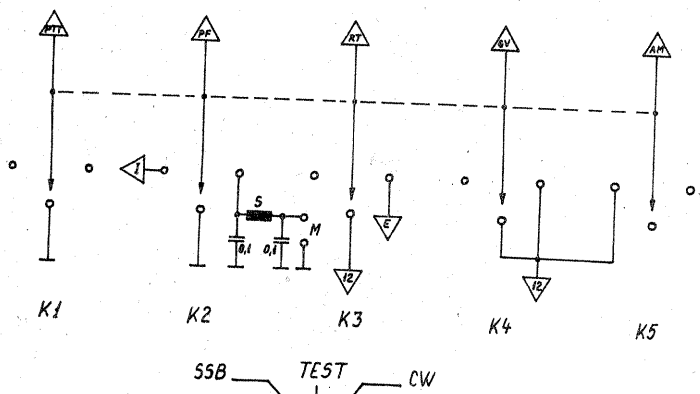 PTT PF RT GV AM
1 S M E
0,1 0,1
12 12
K1 K2 K3 K4 K5
SSB TEST CW